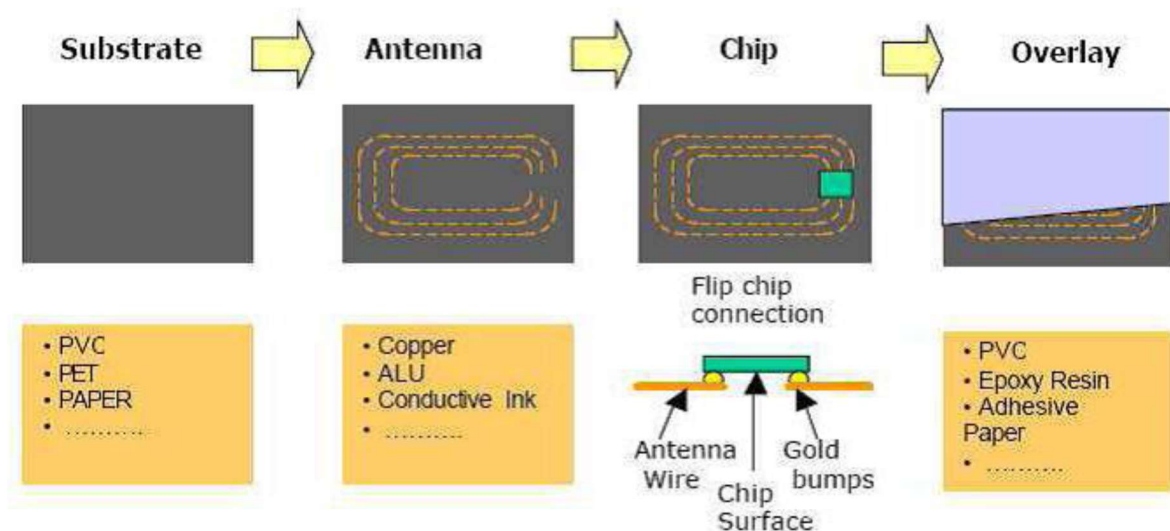 Substrate
Antenna
Chip
Overlay
Flip chip
connection
• PVC
• PET
• PAPER
• ..........
• Copper
• ALU
• Conductive Ink
• ..........
Antenna
Wire
Chip
Surface
Gold
bumps
• PVC
• Epoxy Resin
• Adhesive
Paper
• ..........